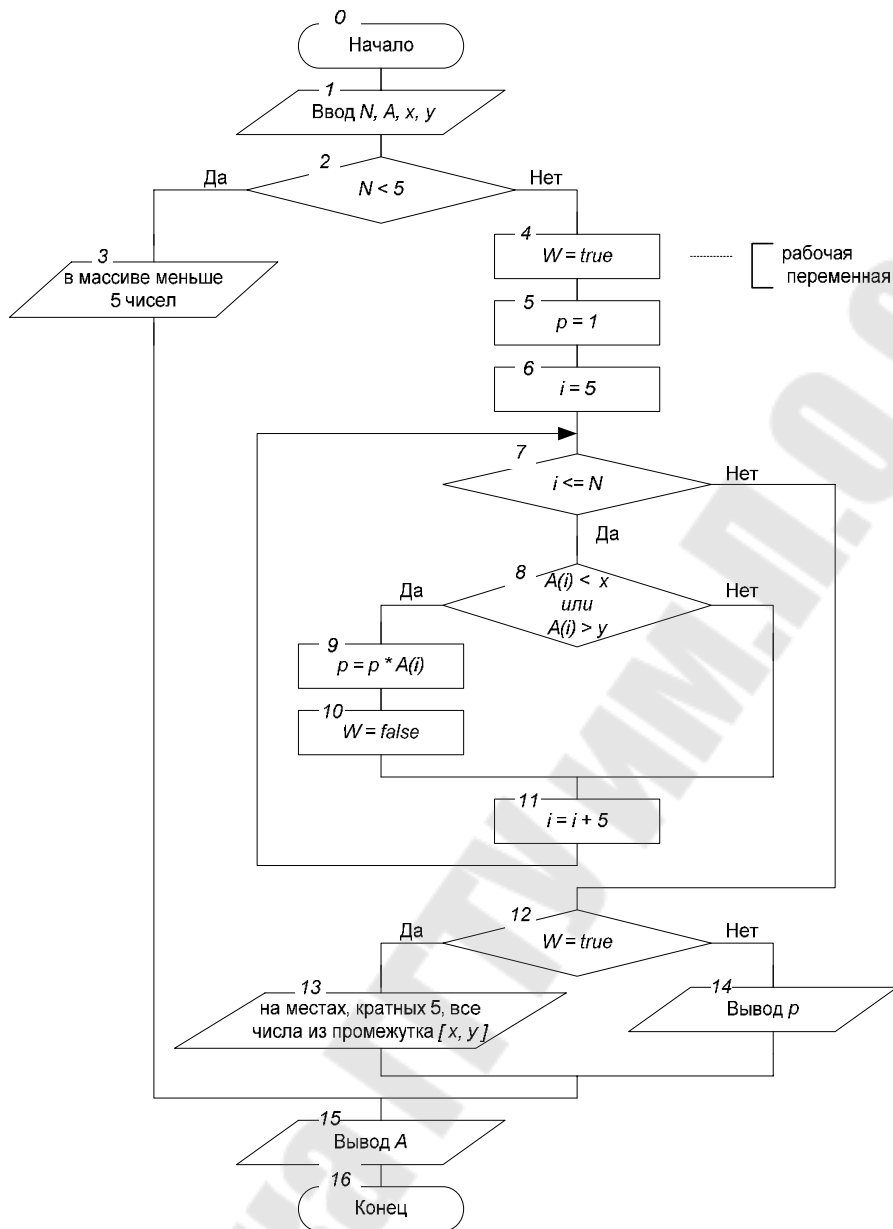 0
Начало
1
Ввод N, A, x, y
2
Да
N < 5
Нет
3
в массиве меньше
5 чисел
4
W = true
рабочая
переменная
5
p = 1
6
i = 5
7
i <= N
Нет
Да
8
Да
A(i) < x
или
A(i) > y
Нет
9
p = p * A(i)
10
W = false
11
i = i + 5
12
Да
W = true
Нет
13
на местах, кратных 5, все
числа из промежутка [ x, y ]
14
Вывод p
15
Вывод A
16
Конец
ГГТУ ИМ.П.О.